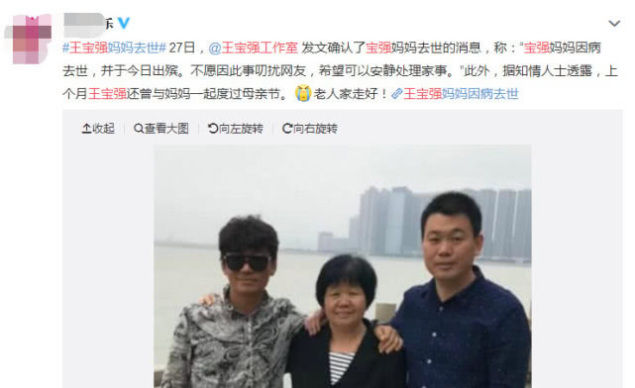 乐
#王宝强妈妈去世# 27日，@王宝强工作室 发文确认了宝强妈妈去世的消息，称：“宝强妈妈因病
去世，并于今日出殡。不愿因此事叨扰网友，希望可以安静处理家事。”此外，据知情人士透露，上
个月王宝强还曾与妈妈一起度过母亲节。老人家走好！王宝强妈妈因病去世
收起 查看大图 向左旋转 向右旋转